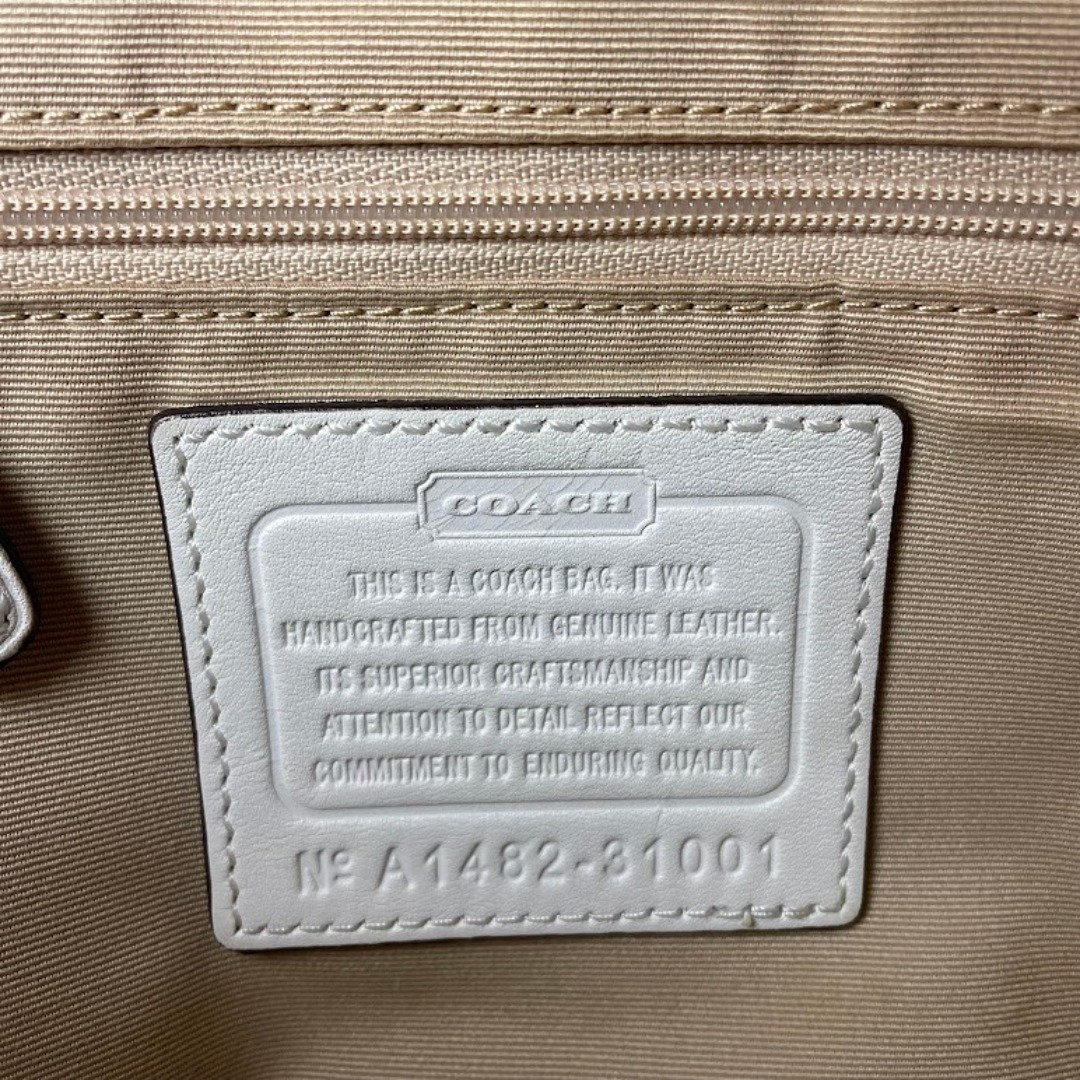 COACH
THIS IS A COACH BAG. IT WAS
HANDCRAFTED FROM GENUINE LEATHER.
ITS SUPERIOR CRAFTSMANSHIP AND
ATTENTION TO DETAIL REFLECT OUR
COMMITMENT TO ENDURING QUALITY.
Nº A1482-31001